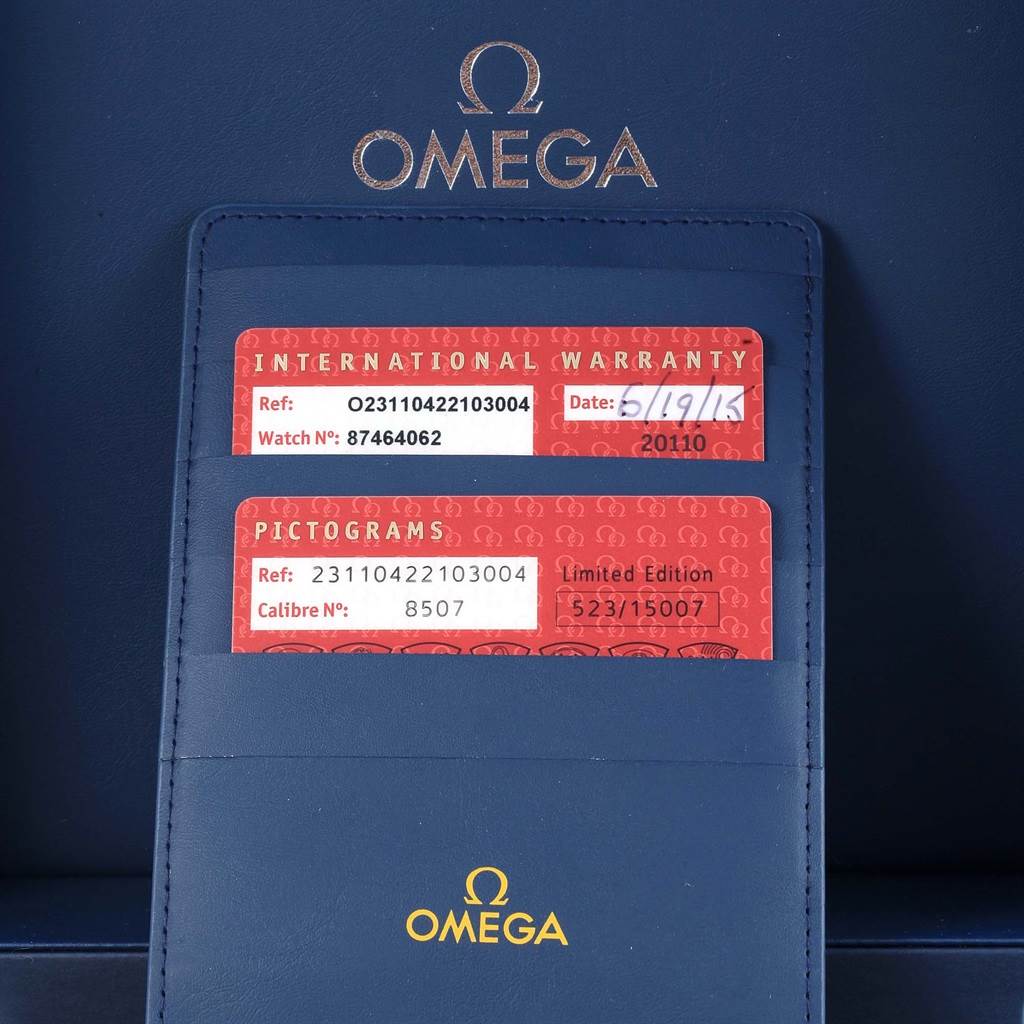 Ω
OMEGA
INTERNATIONAL WARRANTY
Ref: O23110422103004
Date: 6/19/15
Watch Nº: 87464062
20110
PICTOGRAMS
Ref: 23110422103004
Limited Edition
Calibre Nº: 8507
523/15007
Ω
OMEGA